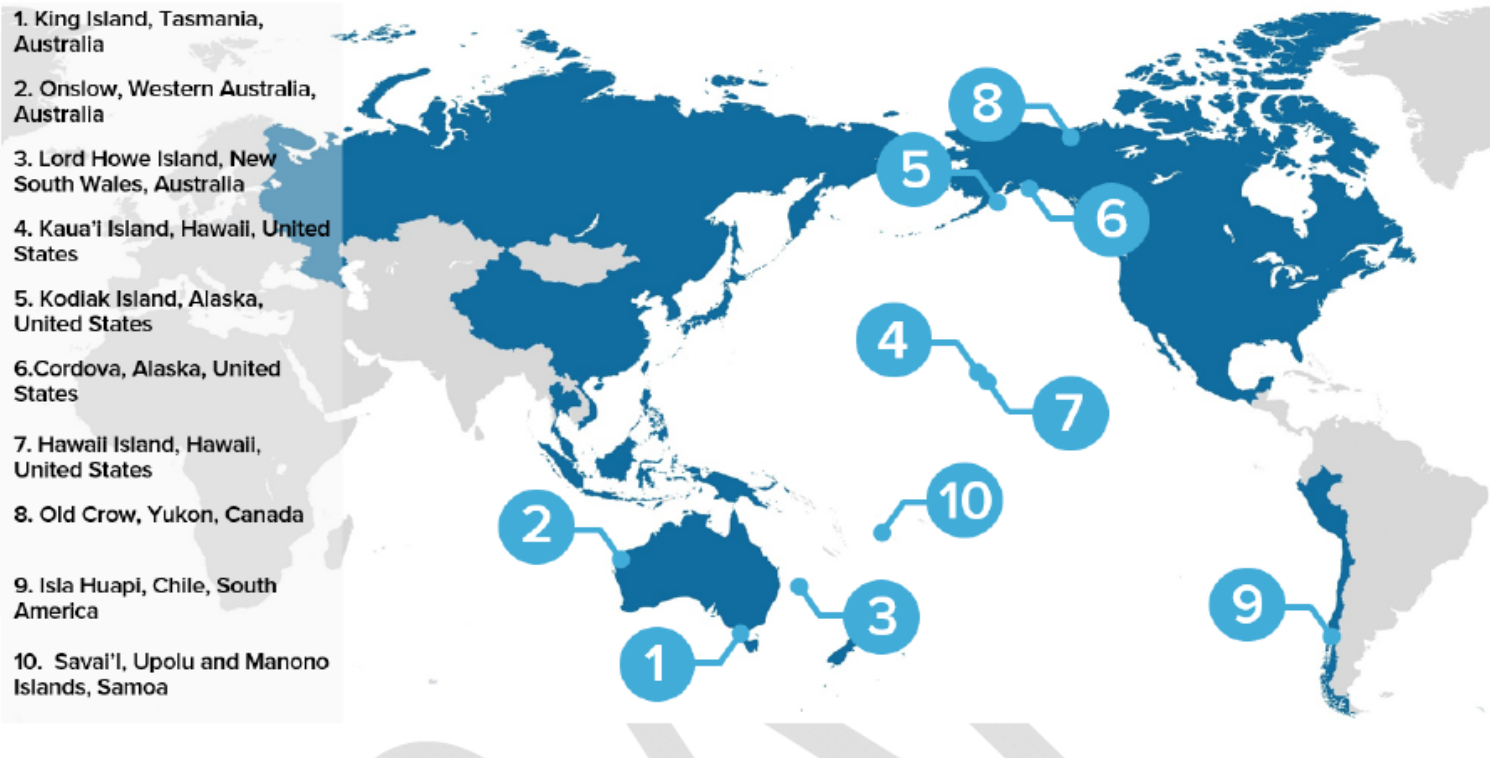 1. King Island, Tasmania,
Australia
2. Onslow, Western Australia,
Australia
3. Lord Howe Island, New
South Wales, Australia
4. Kaua'i Island, Hawaii, United
States
5. Kodiak Island, Alaska,
United States
6.Cordova, Alaska, United
States
7. Hawaii Island, Hawaii,
United States
8. Old Crow, Yukon, Canada
9. Isla Huapi, Chile, South
America
10. Savai'I, Upolu and Manono
Islands, Samoa
8
5
6
4
7
10
2
3
9
1